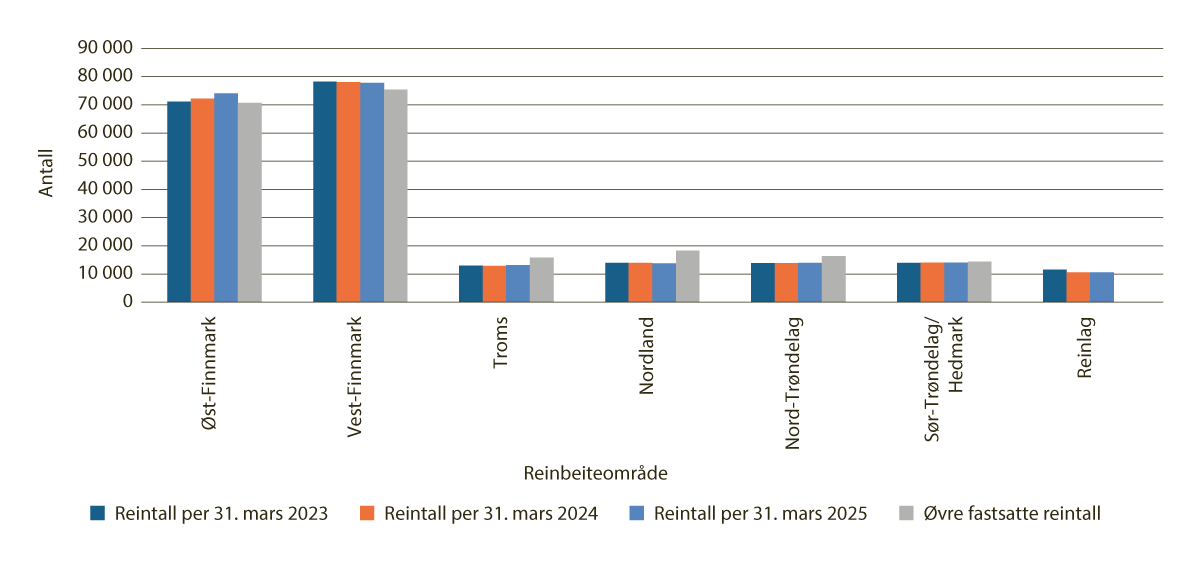 90 000
80 000
70 000
60 000
50 000
40 000
30 000
20 000
10 000
0
Antall
Øst-Finnmark
Vest-Finnmark
Troms
Nordland
Nord-Trøndelag
Sør-Trøndelag/
Hedmark
Reinlag
Reinbeiteområde
Reintall per 31. mars 2023
Reintall per 31. mars 2024
Reintall per 31. mars 2025
Øvre fastsatte reintall